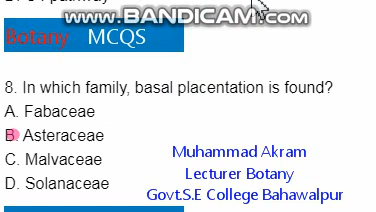 www.BANDICAM.com
Botany MCQS
8. In which family, basal placentation is found?
A. Fabaceae
B. Asteraceae
C. Malvaceae
D. Solanaceae
Muhammad Akram
Lecturer Botany
Govt.S.E College Bahawalpur